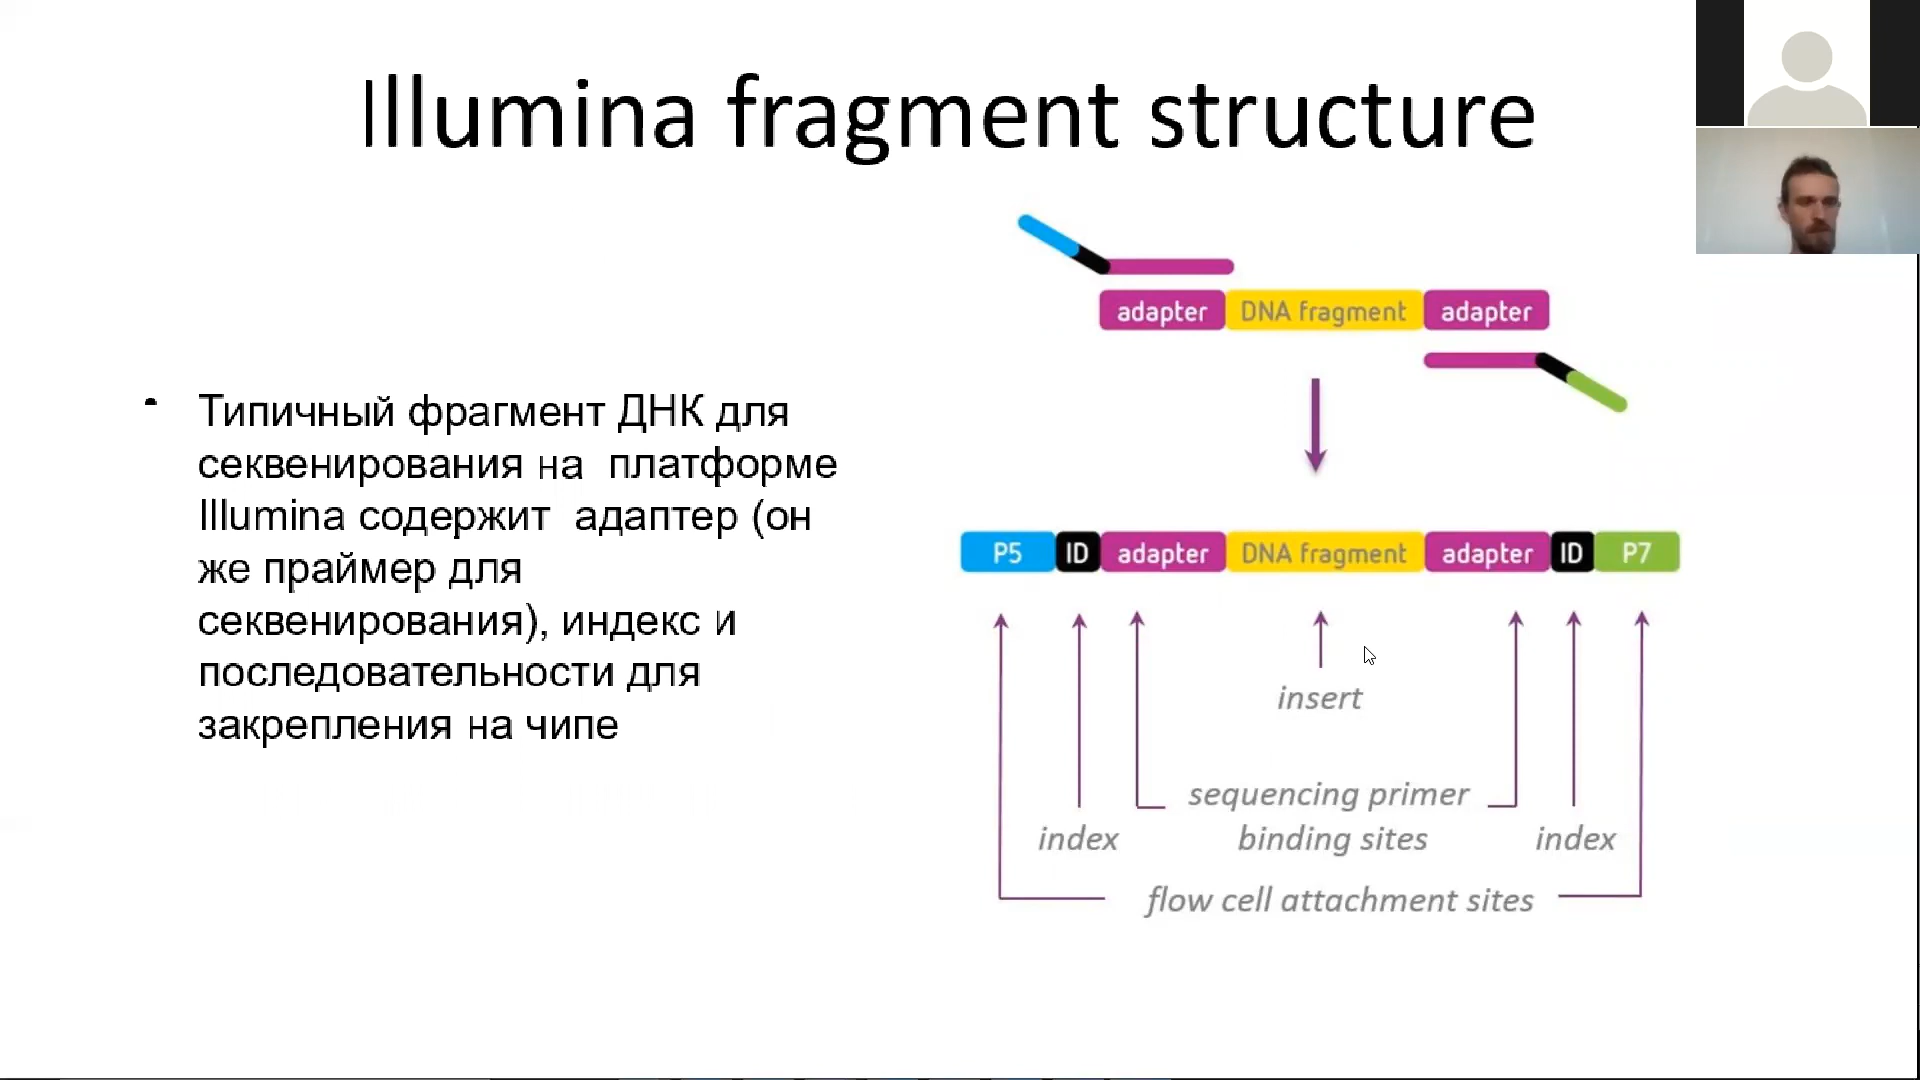 Illumina fragment structure
• Типичный фрагмент ДНК для
секвенирования на платформе
Illumina содержит адаптер (он
же праймер для
секвенирования), индекс и
последовательности для
закрепления на чипе
adapter DNA fragment adapter
P5 ID adapter DNA fragment adapter ID P7
insert
sequencing primer
binding sites
index
index
flow cell attachment sites